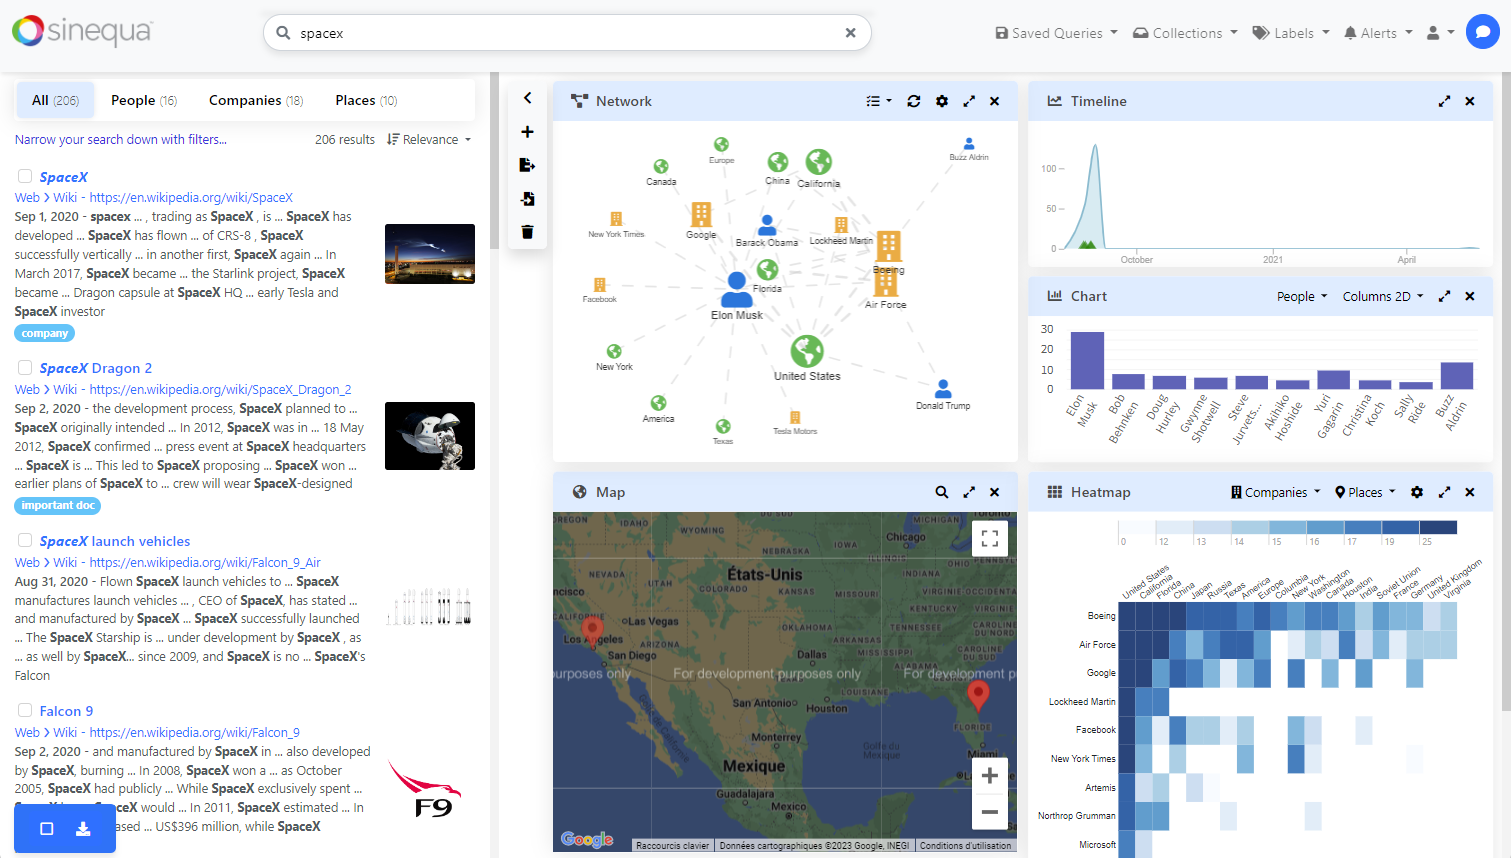 sinequa
spacex
Saved Queries
Collections
Labels
Alerts
All (206)
People (16)
Companies (18)
Places (10)
Narrow your search down with filters...
206 results
Relevance
SpaceX
Web > Wiki - https://en.wikipedia.org/wiki/SpaceX
Sep 1, 2020 - spacex ... , trading as SpaceX , is ... SpaceX has
developed ... SpaceX has flown ... of CRS-8 , SpaceX
successfully vertically ... in another first, SpaceX again ... In
March 2017, SpaceX became ... the Starlink project, SpaceX
became ... Dragon capsule at SpaceX HQ ... early Tesla and
SpaceX investor
company
SpaceX Dragon 2
Web > Wiki - https://en.wikipedia.org/wiki/SpaceX_Dragon_2
Sep 2, 2020 - the development process, SpaceX planned to ...
SpaceX originally intended ... In 2012, SpaceX was in ... 18 May
2012, SpaceX confirmed ... press event at SpaceX headquarters
... SpaceX is ... This led to SpaceX proposing ... SpaceX won ...
earlier plans of SpaceX to ... crew will wear SpaceX-designed
important doc
SpaceX launch vehicles
Web > Wiki - https://en.wikipedia.org/wiki/Falcon_9_Air
Aug 31, 2020 - Flown SpaceX launch vehicles to ... SpaceX
manufactures launch vehicles ... , CEO of SpaceX, has stated ...
and manufactured by SpaceX ... SpaceX successfully launched
... The SpaceX Starship is ... under development by SpaceX , as
... as well by SpaceX... since 2009, and SpaceX is no ... SpaceX's
Falcon
Falcon 9
Web > Wiki - https://en.wikipedia.org/wiki/Falcon_9
Sep 2, 2020 - and manufactured by SpaceX in ... also developed
by SpaceX, burning ... In 2008, SpaceX won a ... as October
2005, SpaceX had publicly ... While SpaceX exclusively spent ...
would ... In 2011, SpaceX estimated ... In
ased ... US$396 million, while SpaceX
F9
Network
Europe
Buzz Aldrin
Canada
China
California
New York Times
Google
Barack Obama
Lockheed Martin
Boeing
Facebook
Florida
Elon Musk
Air Force
New York
United States
America
Donald Trump
Texas
Tesla Motors
Timeline
100
50
0
October
2021
April
Chart
People
Columns 2D
30
20
10
0
Elon Musk
Bob Behnken
Doug Hurley
Gwynne Shotwell
Steve Jurvets...
Akihiko Hoshide
Yuri Gagarin
Christina Koch
Sally Ride
Buzz Aldrin
Map
OREGON
IDAHO
WYOMING
MICHIGAN
Toronto
Chicago
IOWA
NEBRASKA
ILLINOIS
OHIO
PENN
NEVADA
UTAH
États-Unis
INDIANA
COLORADO
KANSAS
MISSOURI
VIRGINIE-OCCIDENTALE
ncisco
CALIFORNIE
Las Vegas
KENTUCKY
VIRGINIE
Los Angeles
OKLAHOMA
TENNESSEE
CAROLINE DU NORD
ARKANSAS
San Diego
Dallas
MISSISSIPPI
ALABAMA
CAROLINE DU SUD
urposes only
For development purposes only
For development p
LOUISIANE
San Antonio
Houston
FLORIDE
Monterrey
Golfe du Mexique
Miami
Mexique
Guadalajara
Mexico
Google
Raccourcis clavier
Données cartographiques ©2023 Google, INEGI
Conditions d'utilisation
Heatmap
Companies
Places
0
12
13
14
15
16
17
19
25
United States
California
Florida
China
Japan
Russia
Texas
America
Europe
Columbia
New York
Washington
Canada
Houston
India
Soviet Union
France
Germany
United Kingdom
Virginia
Boeing
Air Force
Google
Lockheed Martin
Facebook
New York Times
Artemis
Northrop Grumman
Microsoft